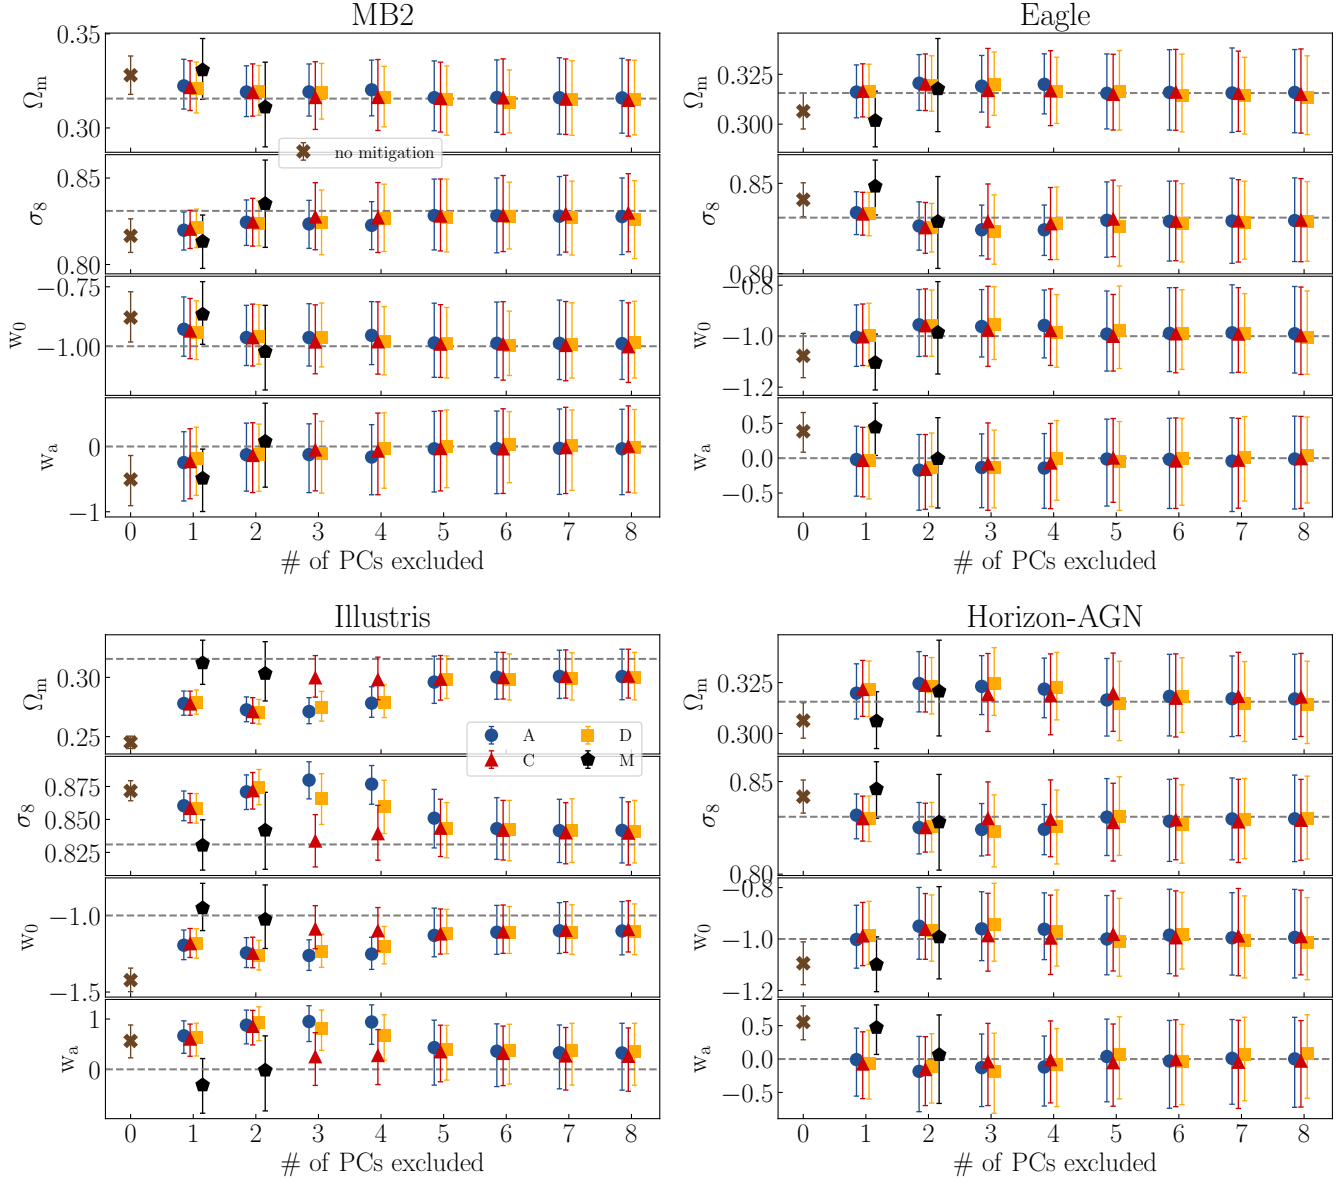 MB2
0.35
Ωm
0.30
no mitigation
0.85
σ8
0.80
−0.75
w0
−1.00
0
wa
−1
0 1 2 3 4 5 6 7 8
# of PCs excluded
Eagle
0.325
Ωm
0.300
0.85
σ8
0.80
−0.8
w0
−1.0
−1.2
0.5
wa
0.0
−0.5
0 1 2 3 4 5 6 7 8
# of PCs excluded
Illustris
0.30
Ωm
0.25
A D
C M
0.875
σ8
0.850
0.825
−1.0
w0
−1.5
1
wa
0
0 1 2 3 4 5 6 7 8
# of PCs excluded
Horizon-AGN
0.325
Ωm
0.300
0.85
σ8
0.80
−0.8
w0
−1.0
−1.2
0.5
wa
0.0
−0.5
0 1 2 3 4 5 6 7 8
# of PCs excluded